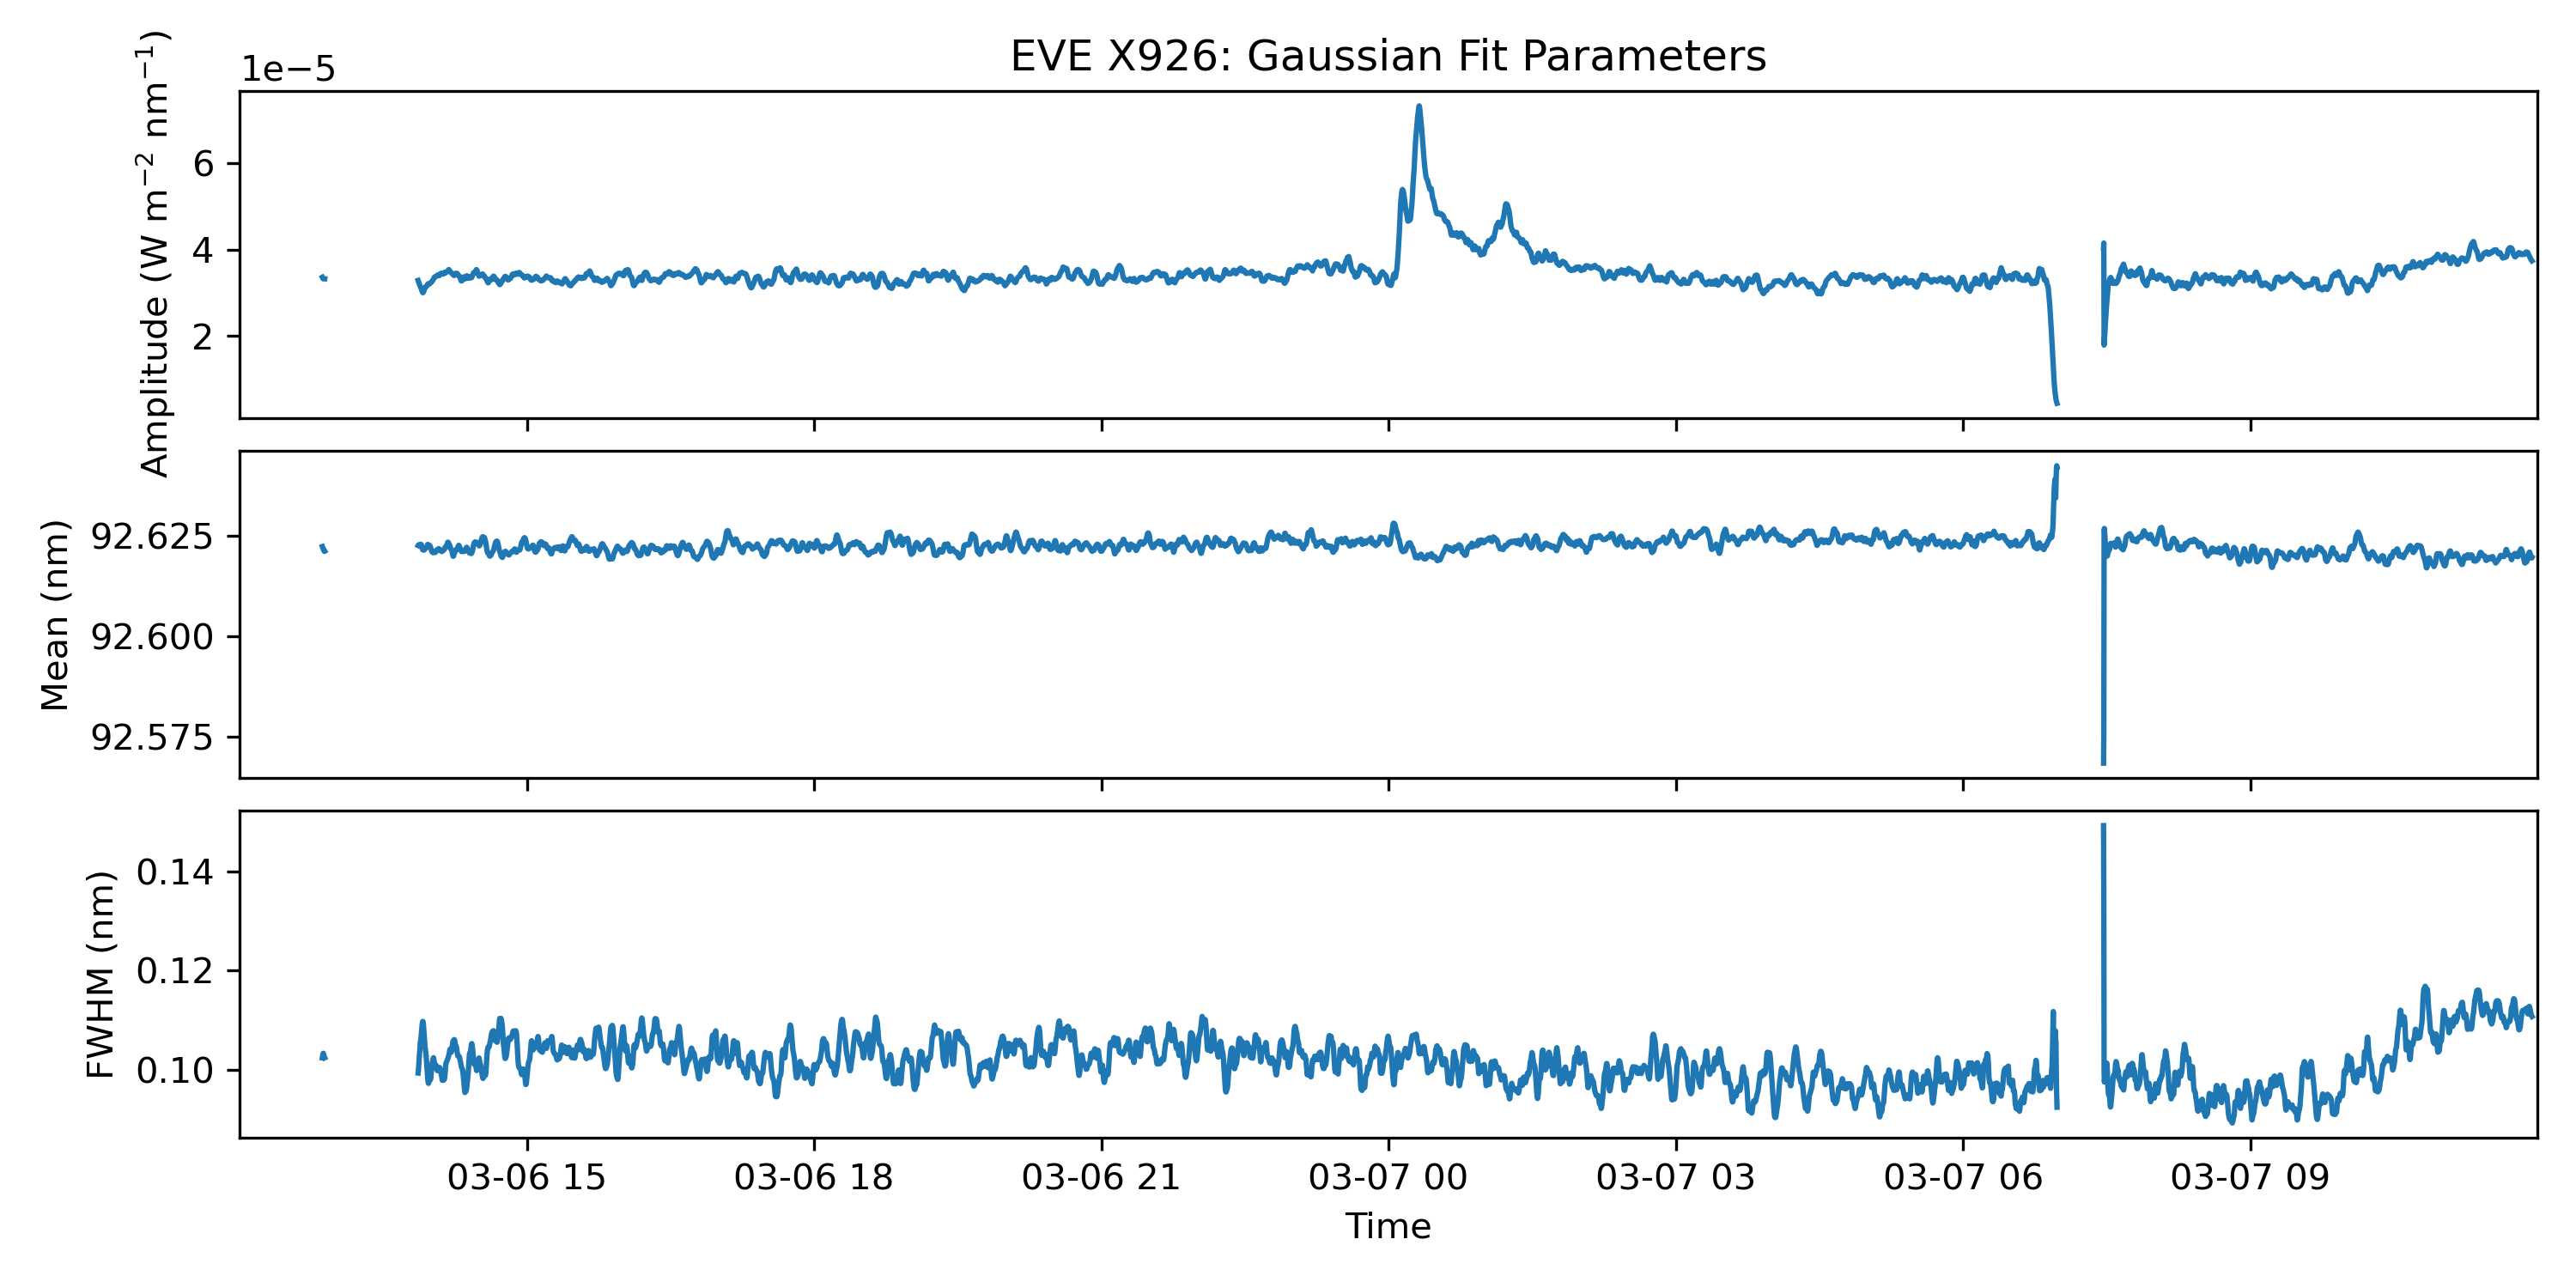 EVE X926: Gaussian Fit Parameters
1e−5
Amplitude (W m⁻² nm⁻¹)
6
4
2
Mean (nm)
92.625
92.600
92.575
FWHM (nm)
0.14
0.12
0.10
03-06 15 03-06 18 03-06 21 03-07 00 03-07 03 03-07 06 03-07 09
Time